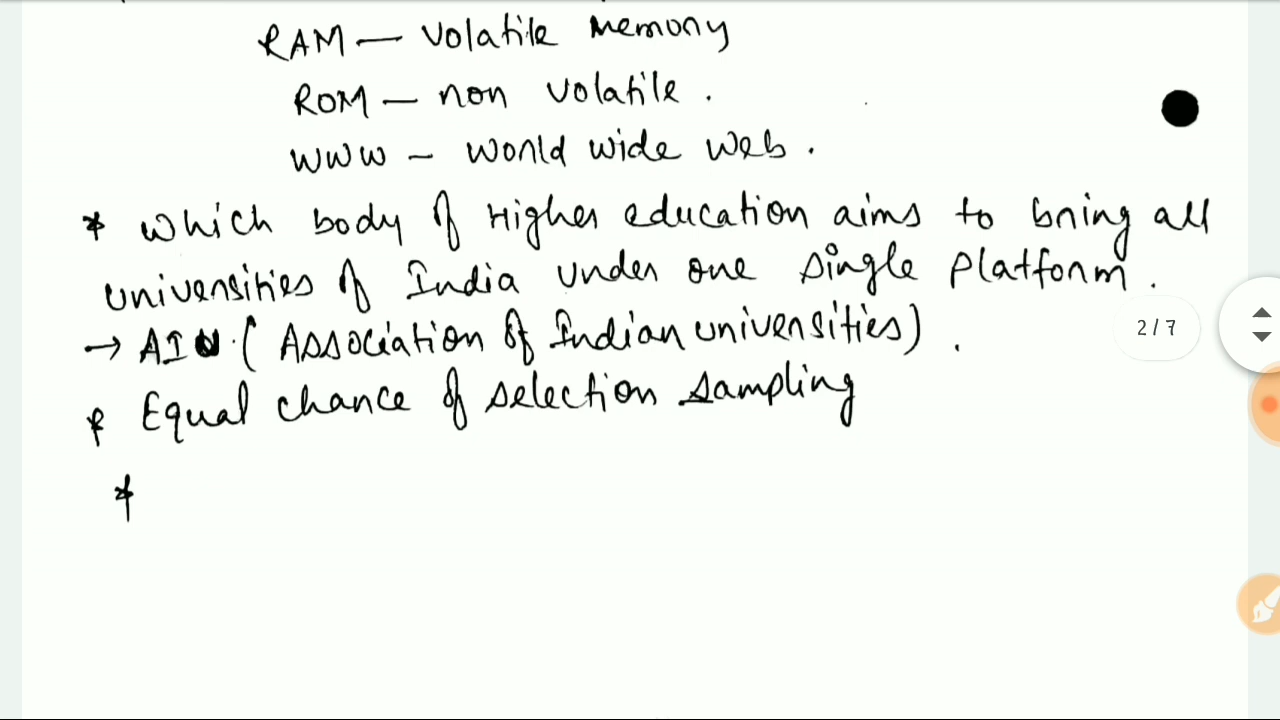 RAM — volatile memory
ROM — non volatile.
WWW – World wide Web.
* Which body of Higher education aims to bring all
universities of India under one single platform.
→ AIU. (Association of Indian universities).
* Equal chance of selection sampling
*
2/7